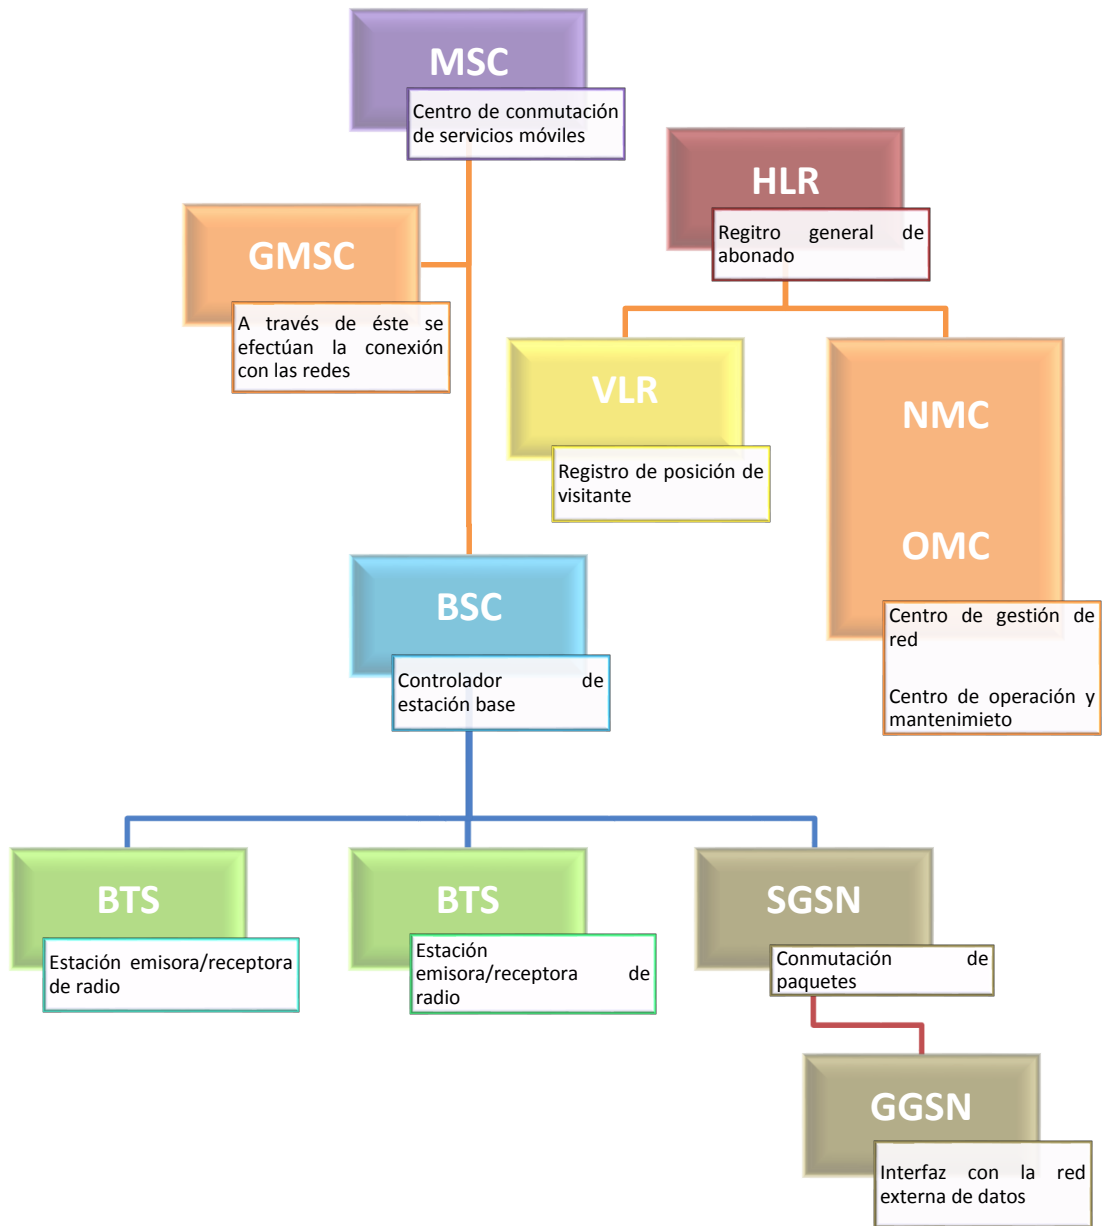 MSC
Centro de conmutación
de servicios móviles
HLR
Regitro general de
abonado
GMSC
A través de éste se
efectúan la conexión
con las redes
VLR
Registro de posición de
visitante
NMC
OMC
Centro de gestión de
red
Centro de operación y
mantenimieto
BSC
Controlador de
estación base
BTS
Estación emisora/receptora
de radio
BTS
Estación
emisora/receptora de
radio
SGSN
Conmutación de
paquetes
GGSN
Interfaz con la red
externa de datos